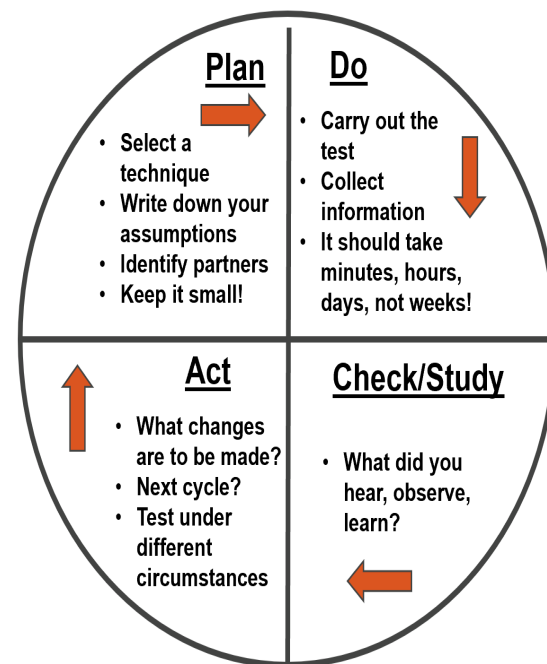 Plan
• Select a
technique
• Write down your
assumptions
• Identify partners
• Keep it small!
Do
• Carry out the
test
• Collect
information
• It should take
minutes, hours,
days, not weeks!
Act
• What changes
are to be made?
• Next cycle?
• Test under
different
circumstances
Check/Study
• What did you
hear, observe,
learn?